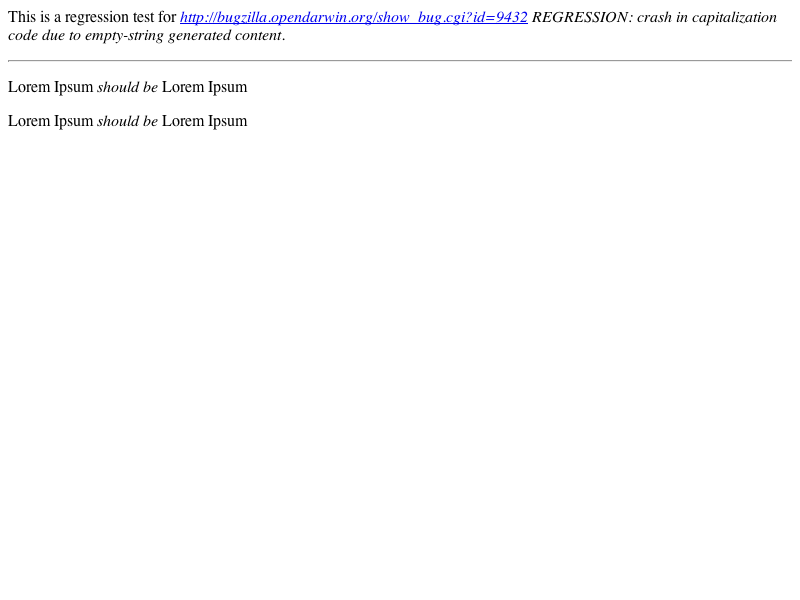 This is a regression test for http://bugzilla.opendarwin.org/show_bug.cgi?id=9432 REGRESSION: crash in capitalization
code due to empty-string generated content.
Lorem Ipsum should be Lorem Ipsum
Lorem Ipsum should be Lorem Ipsum